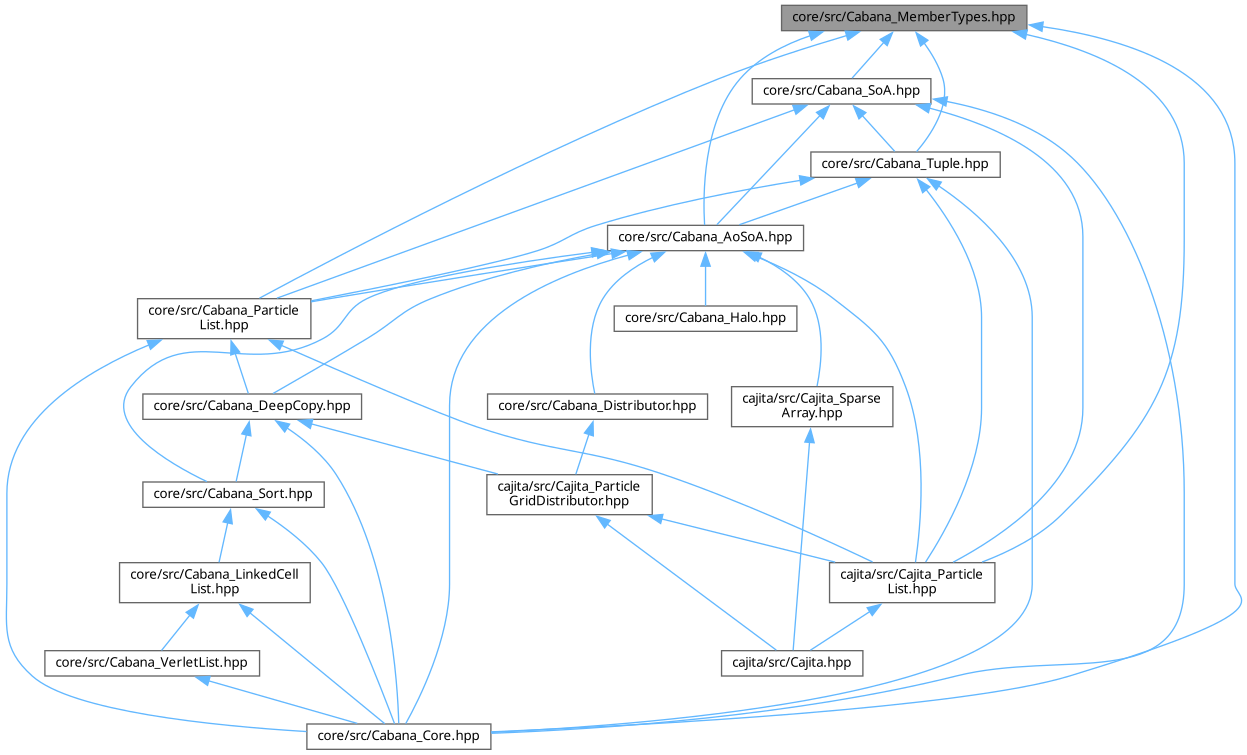 core/src/Cabana_MemberTypes.hpp
core/src/Cabana_SoA.hpp
core/src/Cabana_Tuple.hpp
core/src/Cabana_AoSoA.hpp
core/src/Cabana_Particle
List.hpp
core/src/Cabana_Halo.hpp
core/src/Cabana_DeepCopy.hpp
core/src/Cabana_Distributor.hpp
cajita/src/Cajita_Sparse
Array.hpp
core/src/Cabana_Sort.hpp
cajita/src/Cajita_Particle
GridDistributor.hpp
core/src/Cabana_LinkedCell
List.hpp
cajita/src/Cajita_Particle
List.hpp
core/src/Cabana_VerletList.hpp
cajita/src/Cajita.hpp
core/src/Cabana_Core.hpp